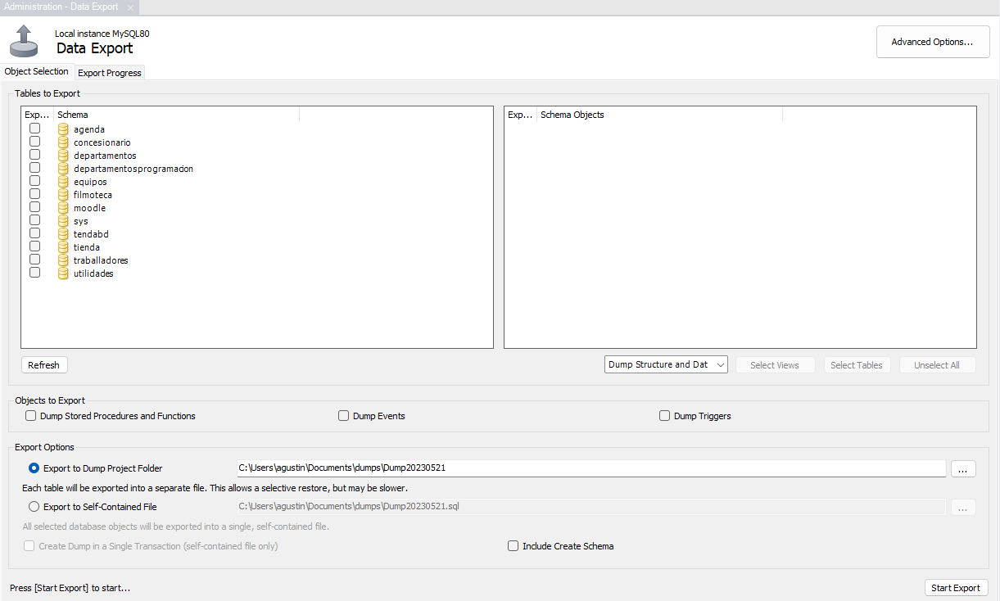 Administration - Data Export
Local instance MySQL80
Data Export
Advanced Options...
Object Selection
Export Progress
Tables to Export
Exp... Schema
agenda
concesionario
departamentos
departamentosprogramacion
equipos
filmoteca
moodle
sys
tendabd
tienda
traballadores
utilidades
Exp... Schema Objects
Refresh
Dump Structure and Dat
Select Views
Select Tables
Unselect All
Objects to Export
Dump Stored Procedures and Functions
Dump Events
Dump Triggers
Export Options
Export to Dump Project Folder
C:\Users\agustin\Documents\dumps\Dump20230521
...
Each table will be exported into a separate file. This allows a selective restore, but may be slower.
Export to Self-Contained File
C:\Users\agustin\Documents\dumps\Dump20230521.sql
...
All selected database objects will be exported into a single, self-contained file.
Create Dump in a Single Transaction (self-contained file only)
Include Create Schema
Press [Start Export] to start...
Start Export